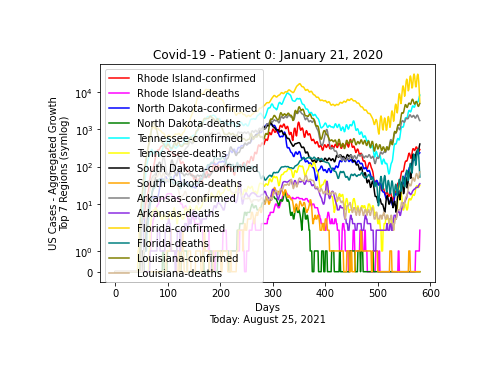 Covid-19 - Patient 0: January 21, 2020
US Cases - Aggregated Growth
Top 7 Regions (symlog)
10⁴
10³
10²
10¹
10⁰
0
Rhode Island-confirmed
Rhode Island-deaths
North Dakota-confirmed
North Dakota-deaths
Tennessee-confirmed
Tennessee-deaths
South Dakota-confirmed
South Dakota-deaths
Arkansas-confirmed
Arkansas-deaths
Florida-confirmed
Florida-deaths
Louisiana-confirmed
Louisiana-deaths
0 100 200 300 400 500 600
Days
Today: August 25, 2021